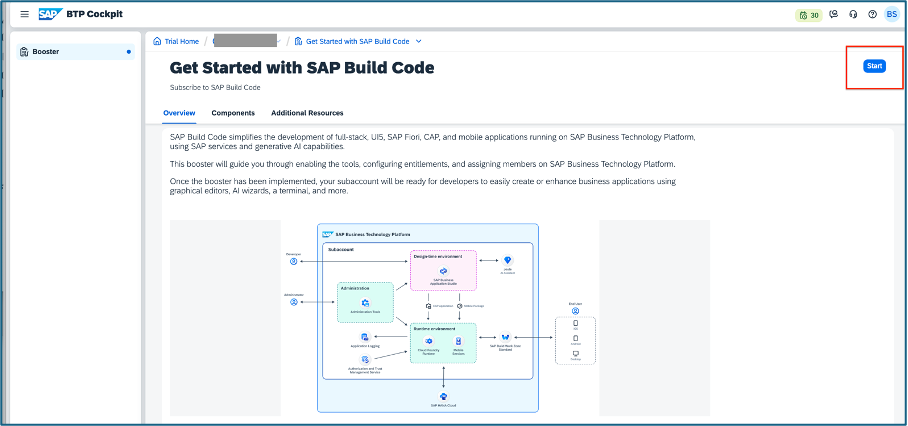 SAP BTP Cockpit
30
BS
Booster
Trial Home / / Get Started with SAP Build Code
Get Started with SAP Build Code
Start
Subscribe to SAP Build Code
Overview Components Additional Resources
SAP Build Code simplifies the development of full-stack, UI5, SAP Fiori, CAP, and mobile applications running on SAP Business Technology Platform,
using SAP services and generative AI capabilities.
This booster will guide you through enabling the tools, configuring entitlements, and assigning members on SAP Business Technology Platform.
Once the booster has been implemented, your subaccount will be ready for developers to easily create or enhance business applications using
graphical editors, AI wizards, a terminal, and more.
SAP SAP Business Technology Platform
Subaccount
Developer
Design-time environment
SAP Business
Application Studio
Administration
Administrator
Administration Tools
End User
Runtime environment
Cloud Foundry
Runtime
Mobile
Services
Application Logging
SAP Build Work Zone
Standard
Authentication and Trust
Management Service
Desktop
SAP HANA Cloud